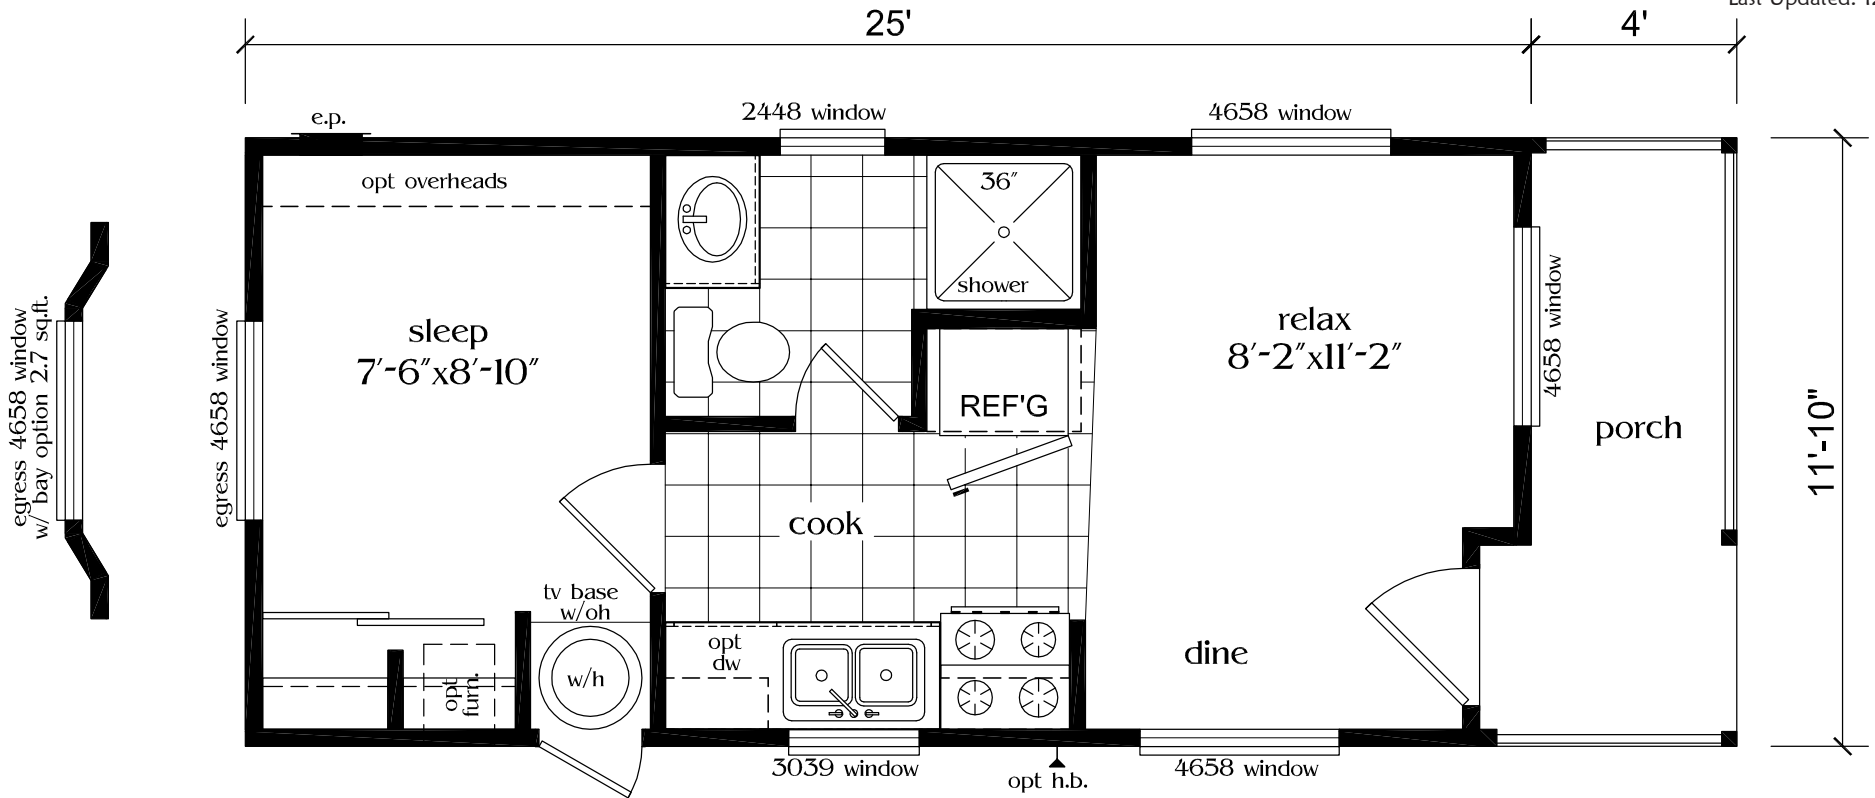 Last Updated: 12
25'
4'
2448 window
4658 window
e.p.
opt overheads
36"
shower
sleep
7'-6"x8'-10"
relax
8'-2"x11'-2"
egress 4658 window
w/ bay option 2.7 sq.ft.
egress 4658 window
4658 window
REF'G
porch
11'-10"
cook
tv base
w/oh
opt
dw
dine
w/h
opt
furn.
3039 window
4658 window
opt h.b.